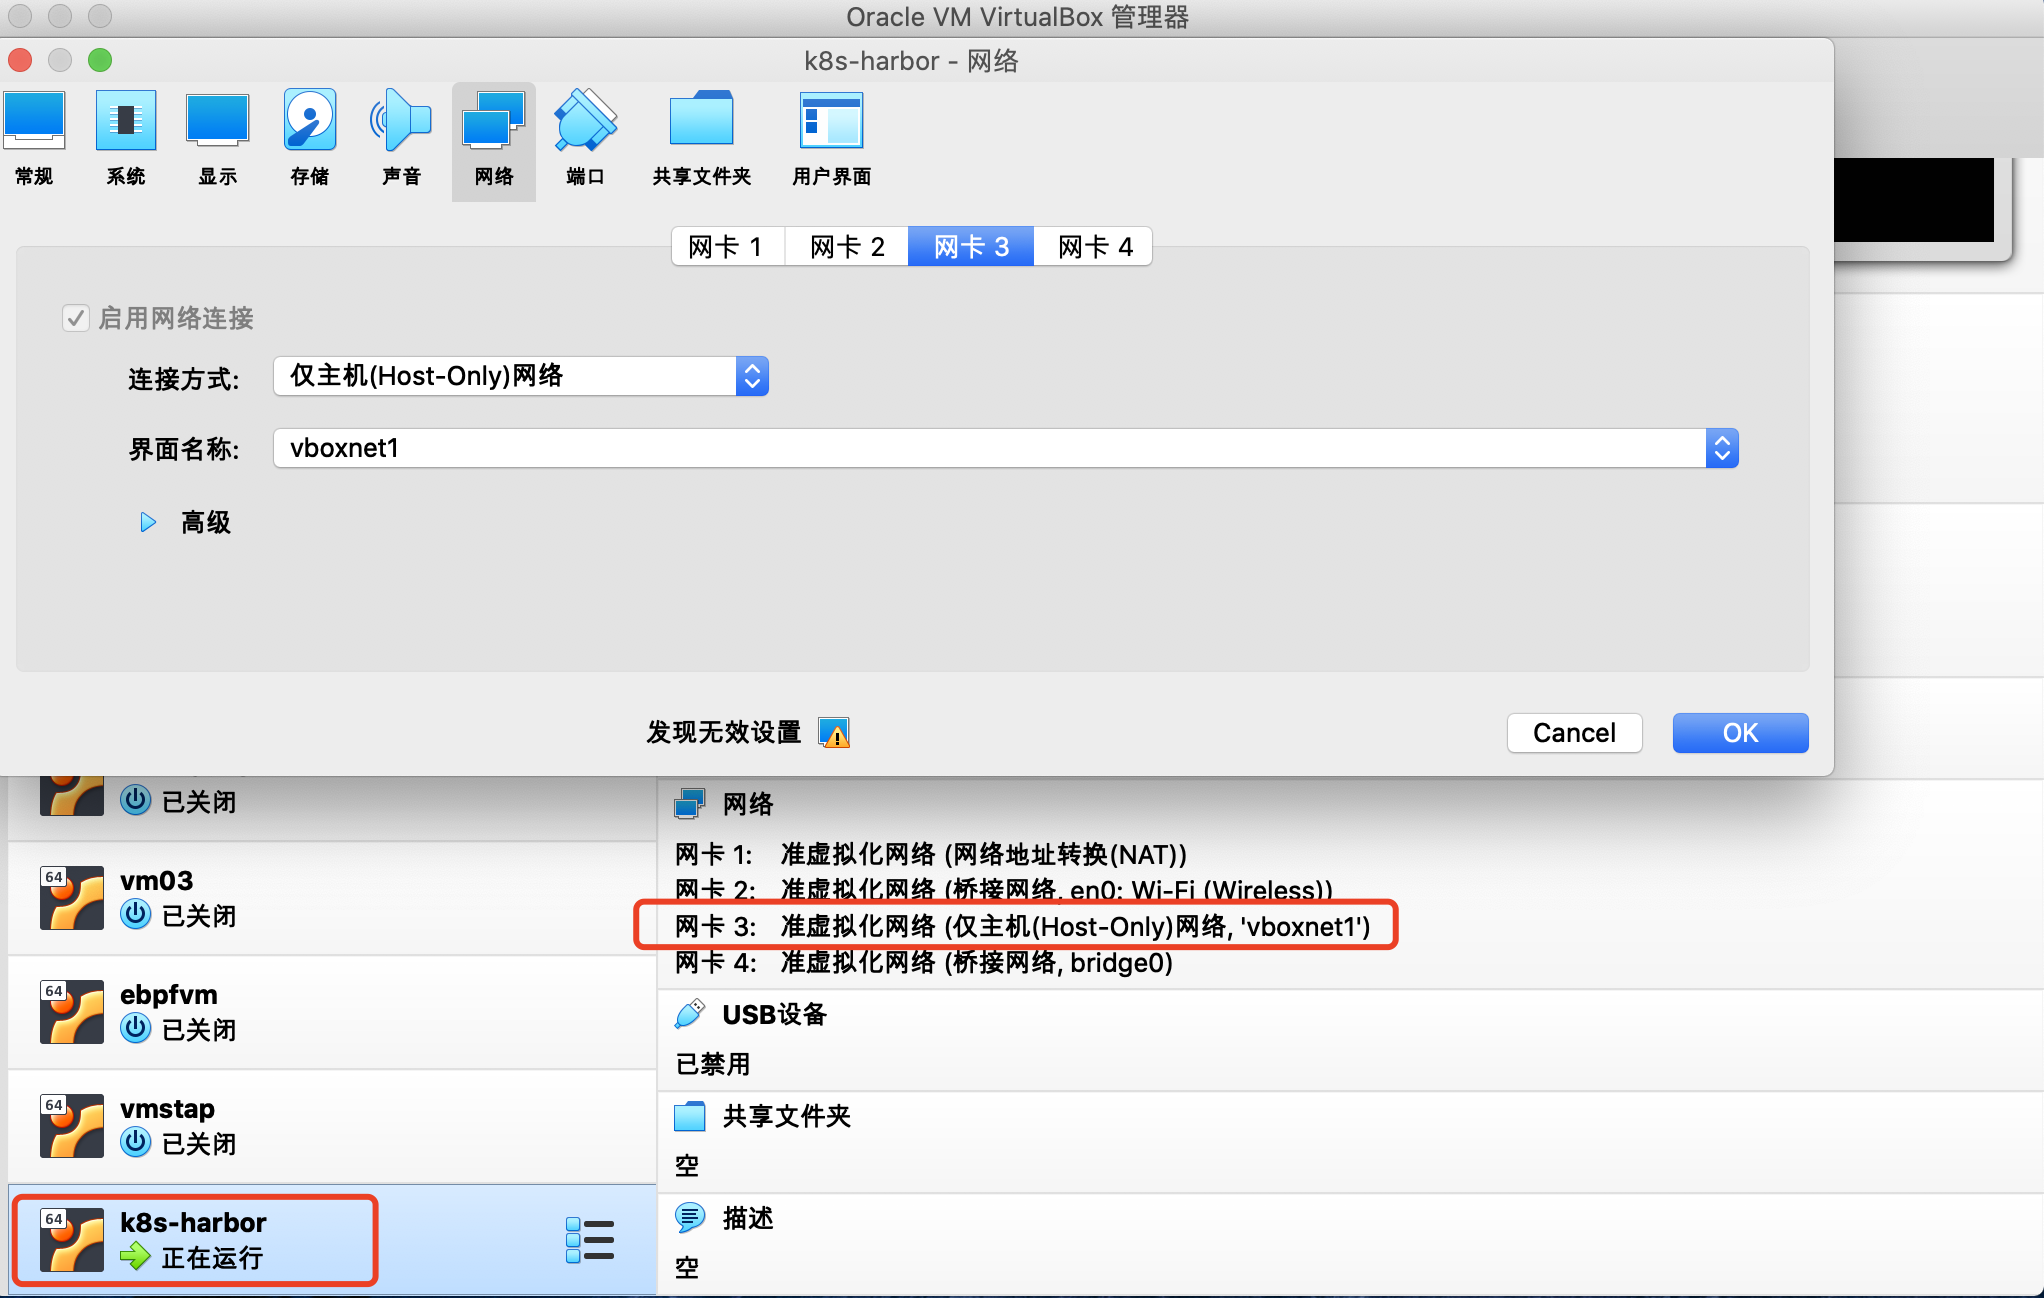 Oracle VM VirtualBox 管理器
k8s-harbor - 网络
常规
系统
显示
存储
声音
网络
端口
共享文件夹
用户界面
网卡 1
网卡 2
网卡 3
网卡 4
启用网络连接
连接方式: 仅主机(Host-Only)网络
界面名称: vboxnet1
高级
发现无效设置
Cancel
OK
已关闭
64
vm03
已关闭
64
ebpfvm
已关闭
64
vmstap
已关闭
64
k8s-harbor
正在运行
网络
网卡 1: 准虚拟化网络 (网络地址转换(NAT))
网卡 2: 准虚拟化网络 (桥接网络, en0: Wi-Fi (Wireless))
网卡 3: 准虚拟化网络 (仅主机(Host-Only)网络, 'vboxnet1')
网卡 4: 准虚拟化网络 (桥接网络, bridge0)
USB设备
已禁用
共享文件夹
空
描述
空